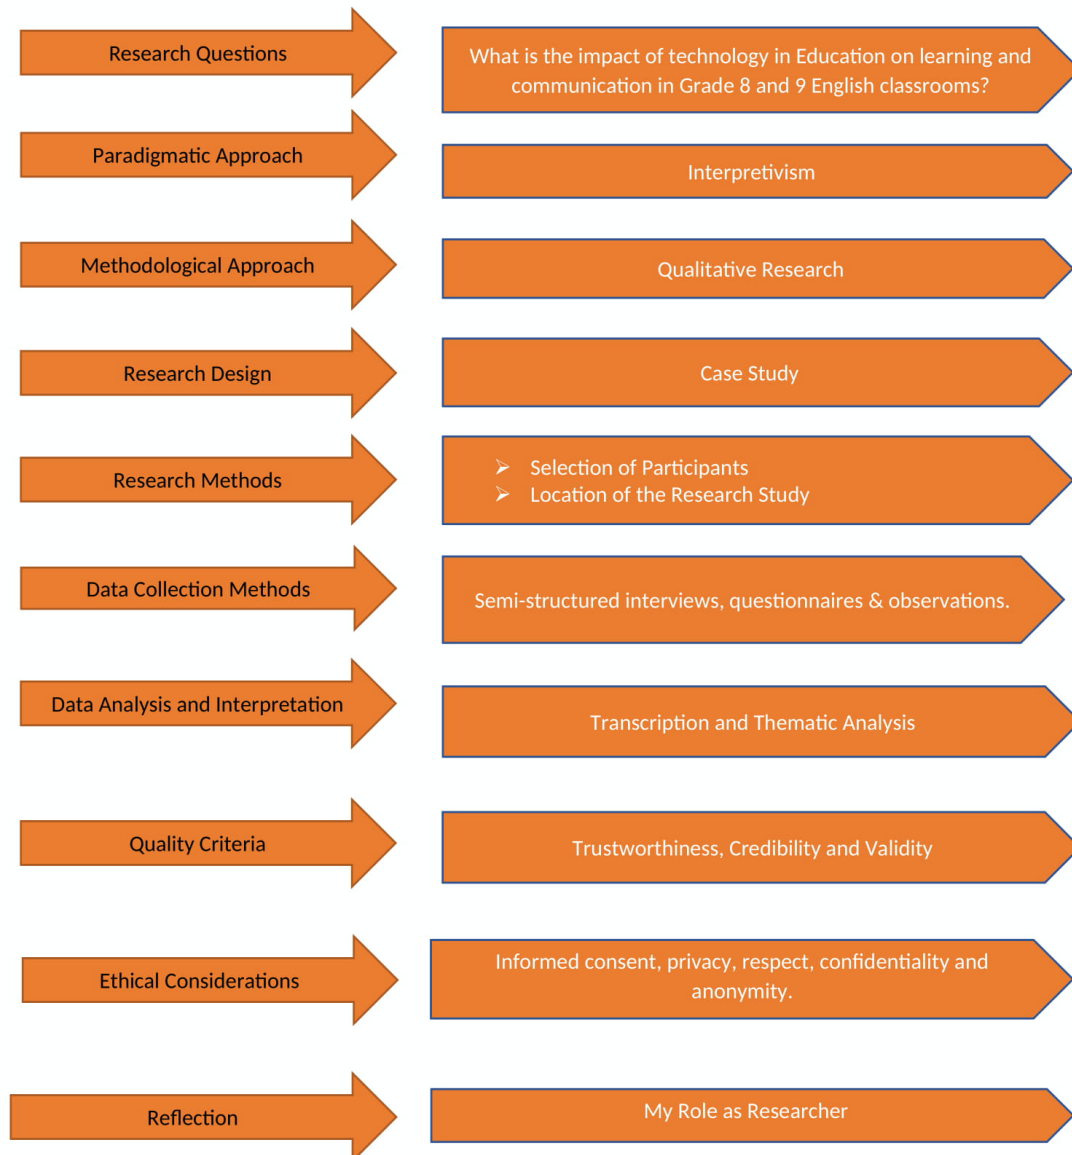 Research Questions
What is the impact of technology in Education on learning and
communication in Grade 8 and 9 English classrooms?
Paradigmatic Approach
Interpretivism
Methodological Approach
Qualitative Research
Research Design
Case Study
Research Methods
➢ Selection of Participants
➢ Location of the Research Study
Data Collection Methods
Semi-structured interviews, questionnaires & observations.
Data Analysis and Interpretation
Transcription and Thematic Analysis
Quality Criteria
Trustworthiness, Credibility and Validity
Ethical Considerations
Informed consent, privacy, respect, confidentiality and
anonymity.
Reflection
My Role as Researcher